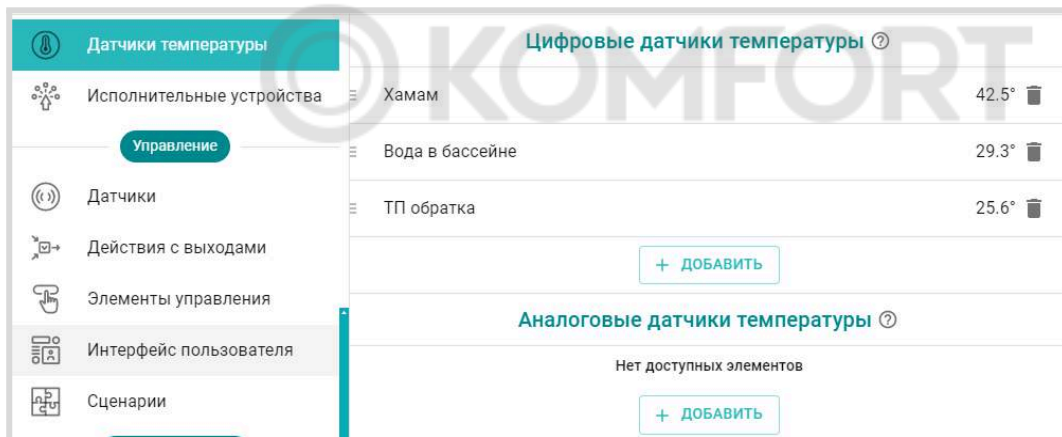 KOMFORT
Датчики температуры
Исполнительные устройства
Управление
Датчики
Действия с выходами
Элементы управления
Интерфейс пользователя
Сценарии
Цифровые датчики температуры
Хамам 42.5°
Вода в бассейне 29.3°
ТП обратка 25.6°
+ ДОБАВИТЬ
Аналоговые датчики температуры
Нет доступных элементов
+ ДОБАВИТЬ